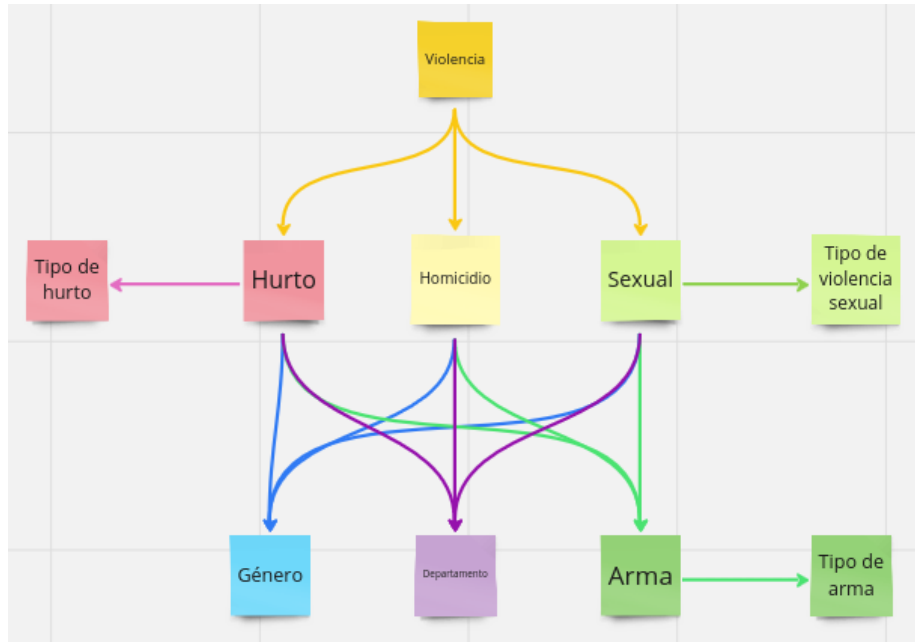 Violencia
Tipo de
hurto
Hurto
Homicidio
Sexual
Tipo de
violencia
sexual
Género
Departamento
Arma
Tipo de
arma